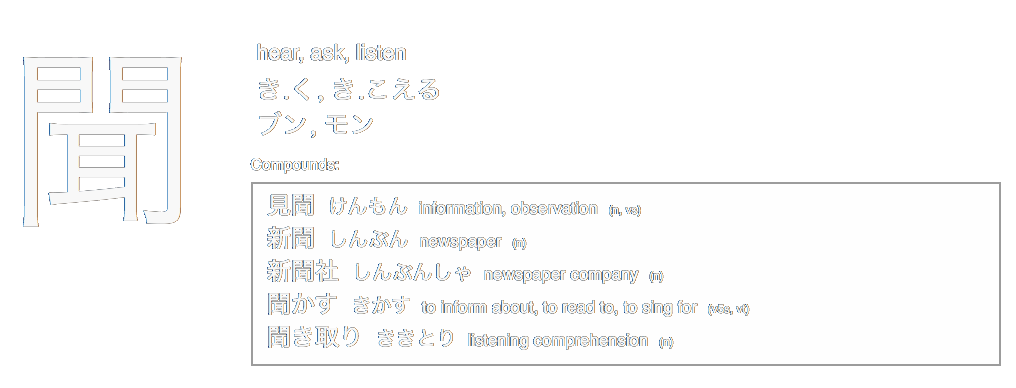 聞
hear, ask, listen
き.く, き.こえる
ブン, モン
Compounds:
見聞 けんもん information, observation (n, vs)
新聞 しんぶん newspaper (n)
新聞社 しんぶんしゃ newspaper company (n)
聞かす きかす to inform about, to read to, to sing for (v5s, vt)
聞き取り ききとり listening comprehension (n)